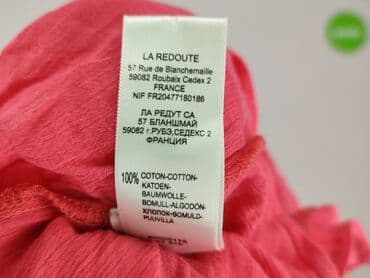 LA REDOUTE
57 Rue de Blanchemaille
59082 Roubaix Cedex 2
FRANCE
NIF FR20477180186
ЛА РЕДУТ СА
57 БЛАНШМАЙ
59082 г.РУБЭ,СЕДЕКС 2
ФРАНЦИЯ
100% COTON-COTTON-
KATOEN-
BAUMWOLLE-
BOMULL-ALGODÓN-
ХЛОПОК-BOMUURI-
PUUVILLA